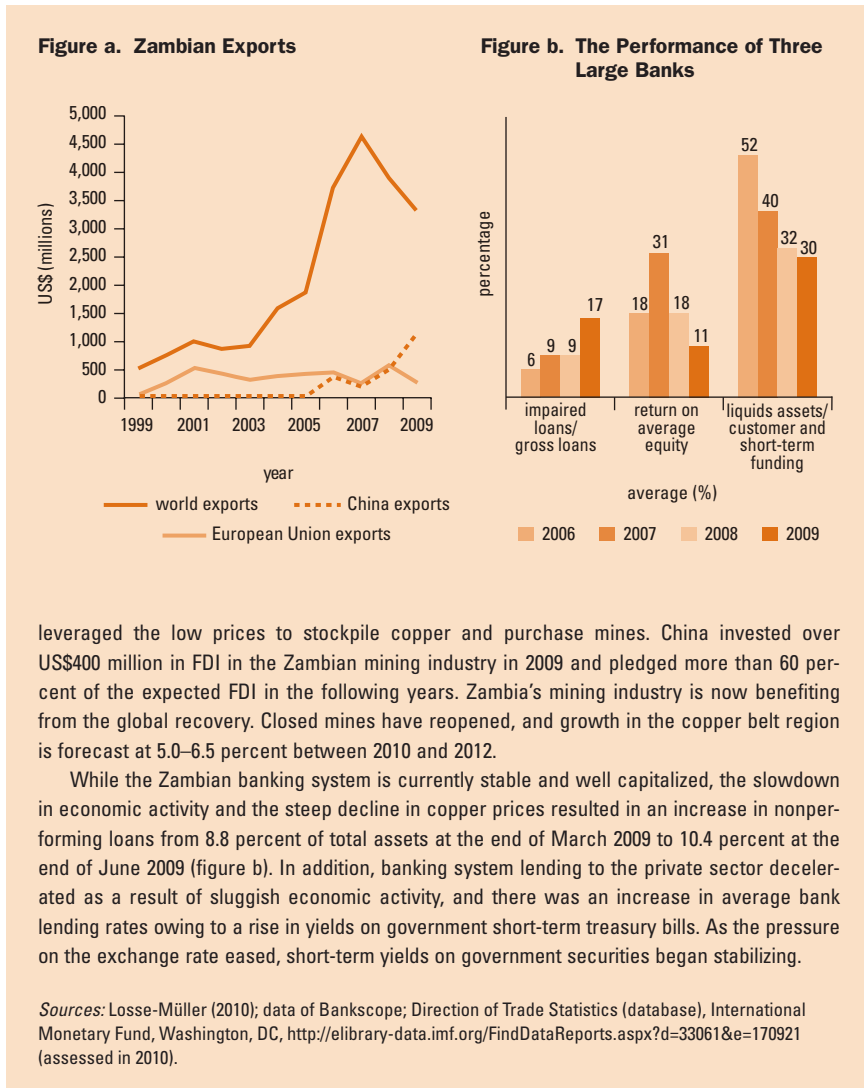 Figure a. Zambian Exports
5,000
4,500
4,000
3,500
3,000
2,500
2,000
1,500
1,000
500
0
US$ (millions)
1999 2001 2003 2005 2007 2009
year
world exports China exports
European Union exports
Figure b. The Performance of Three
Large Banks
percentage
6 9 9 17
18 31 18 11
52 40 32 30
impaired
loans/
gross loans
return on
average
equity
liquids assets/
customer and
short-term
funding
average (%)
2006 2007 2008 2009
leveraged the low prices to stockpile copper and purchase mines. China invested over
US$400 million in FDI in the Zambian mining industry in 2009 and pledged more than 60 per-
cent of the expected FDI in the following years. Zambia's mining industry is now benefiting
from the global recovery. Closed mines have reopened, and growth in the copper belt region
is forecast at 5.0–6.5 percent between 2010 and 2012.
While the Zambian banking system is currently stable and well capitalized, the slowdown
in economic activity and the steep decline in copper prices resulted in an increase in nonper-
forming loans from 8.8 percent of total assets at the end of March 2009 to 10.4 percent at the
end of June 2009 (figure b). In addition, banking system lending to the private sector deceler-
ated as a result of sluggish economic activity, and there was an increase in average bank
lending rates owing to a rise in yields on government short-term treasury bills. As the pressure
on the exchange rate eased, short-term yields on government securities began stabilizing.
Sources: Losse-Müller (2010); data of Bankscope; Direction of Trade Statistics (database), International
Monetary Fund, Washington, DC, http://elibrary-data.imf.org/FindDataReports.aspx?d=33061&e=170921
(assessed in 2010).